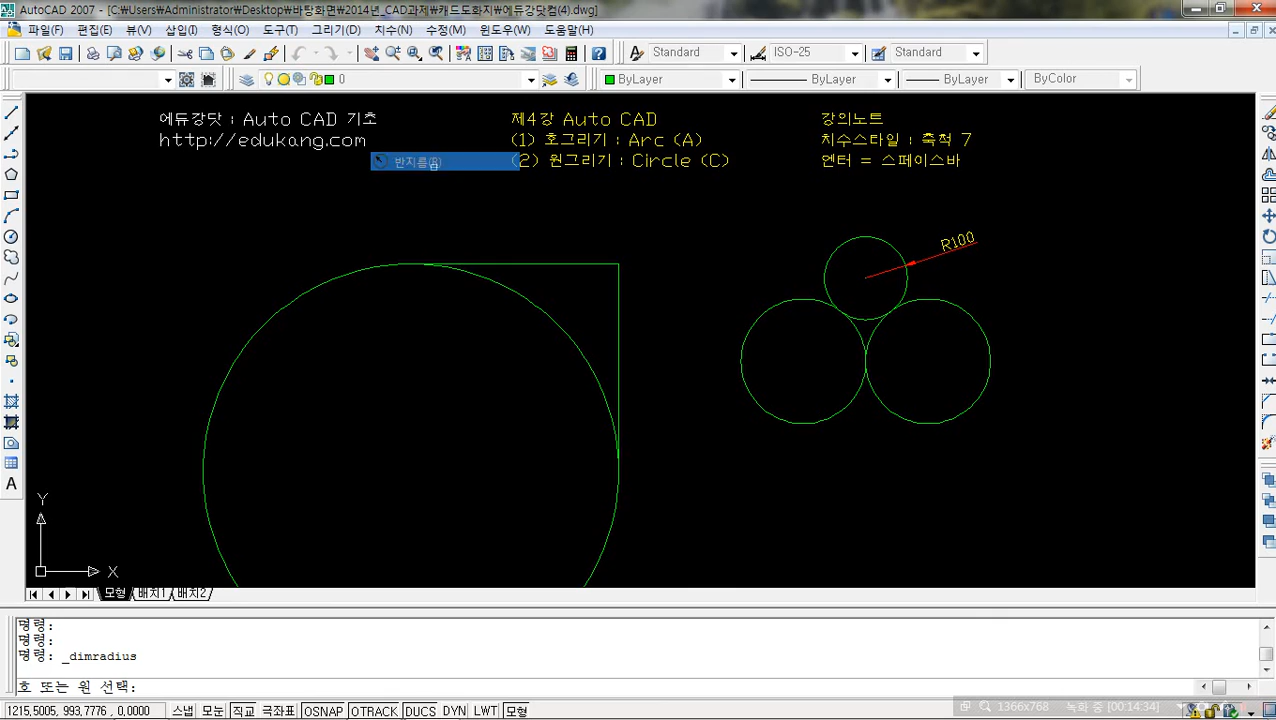 AutoCAD 2007 - [C:₩Users₩Administrator₩Desktop₩바탕화면₩2014년_CAD과제₩캐드도화지₩에듀강닷컴(4).dwg]
파일(F) 편집(E) 뷰(V) 삽입(I) 형식(O) 도구(T) 그리기(D) 치수(N) 수정(M) 윈도우(W) 도움말(H)
Standard ISO-25 Standard
0 ByLayer ByLayer ByLayer ByColor
에듀강닷 : Auto CAD 기초
http://edukang.com
반지름(R)
제4강 Auto CAD
(1) 호그리기 : Arc (A)
(2) 원그리기 : Circle (C)
강의노트
치수스타일 : 축척 7
엔터 = 스페이스바
R100
A
Y
X
모형 배치1 배치2
명령:
명령:
명령: _dimradius
호 또는 원 선택:
1215,5005, 993,7776 , 0,0000 스냅 모눈 직교 극좌표 OSNAP OTRACK DUCS DYN LWT 모형
1366x768 녹화 중 [00:14:34]